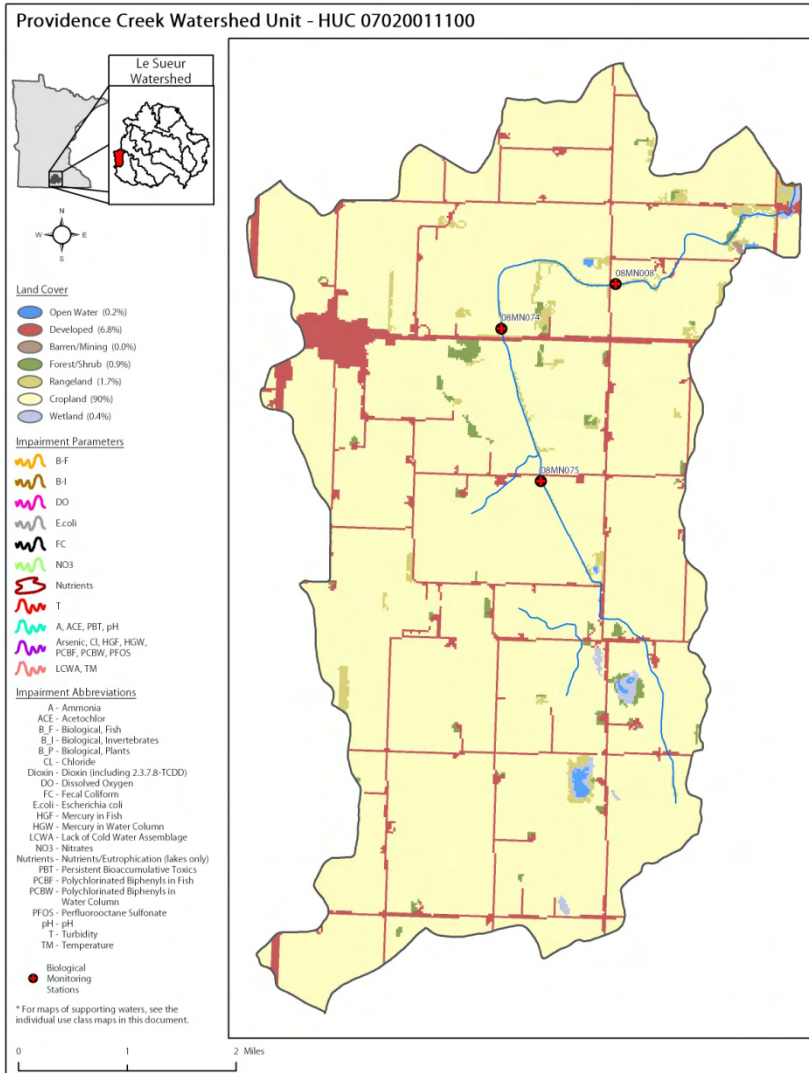 Providence Creek Watershed Unit - HUC 07020011100
Le Sueur
Watershed
N
W
E
S
Land Cover
Open Water (0.2%)
Developed (6.8%)
Barren/Mining (0.0%)
Forest/Shrub (0.9%)
Rangeland (1.7%)
Cropland (90%)
Wetland (0.4%)
Impairment Parameters
B-F
B-I
DO
E.coli
FC
NO3
Nutrients
T
A, ACE, PBT, pH
Arsenic, Cl, HGF, HGW,
PCBF, PCBW, PFOS
LCWA, TM
Impairment Abbreviations
A - Ammonia
ACE - Acetochlor
B_F - Biological, Fish
B_I - Biological, Invertebrates
B_P - Biological, Plants
CL - Chloride
Dioxin - Dioxin (including 2.3.7.8-TCDD)
DO - Dissolved Oxygen
FC - Fecal Coliform
E.coli - Escherichia coli
HGF - Mercury in Fish
HGW - Mercury in Water Column
LCWA - Lack of Cold Water Assemblage
NO3 - Nitrates
Nutrients - Nutrients/Eutrophication (lakes only)
PBT - Persistent Bioaccumulative Toxics
PCBF - Polychlorinated Biphenyls in Fish
PCBW - Polychlorinated Biphenyls in
Water Column
PFOS - Perfluorooctane Sulfonate
pH - pH
T - Turbidity
TM - Temperature
Biological
Monitoring
Stations
* For maps of supporting waters, see the
individual use class maps in this document.
0 1 2 Miles
08MN008
08MN074
08MN075